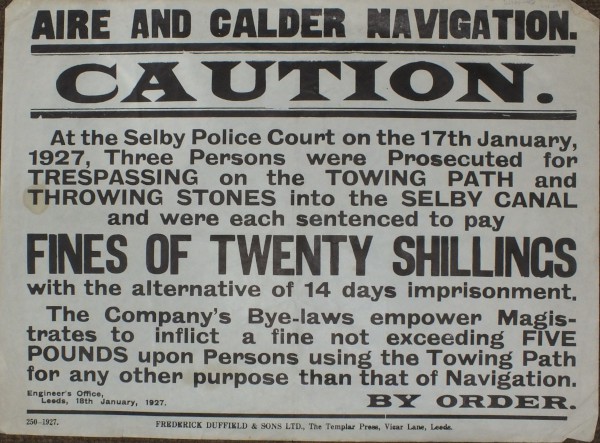 AIRE AND CALDER NAVIGATION.
CAUTION.
At the Selby Police Court on the 17th January,
1927, Three Persons were Prosecuted for
TRESPASSING on the TOWING PATH and
THROWING STONES into the SELBY CANAL
and were each sentenced to pay
FINES OF TWENTY SHILLINGS
with the alternative of 14 days imprisonment.
The Company's Bye-laws empower Magis-
trates to inflict a fine not exceeding FIVE
POUNDS upon Persons using the Towing Path
for any other purpose than that of Navigation.
Engineer's Office,
Leeds, 18th January, 1927.
BY ORDER.
250-1927.
FREDERICK DUFFIELD & SONS LTD., The Templar Press, Vicar Lane, Leeds.